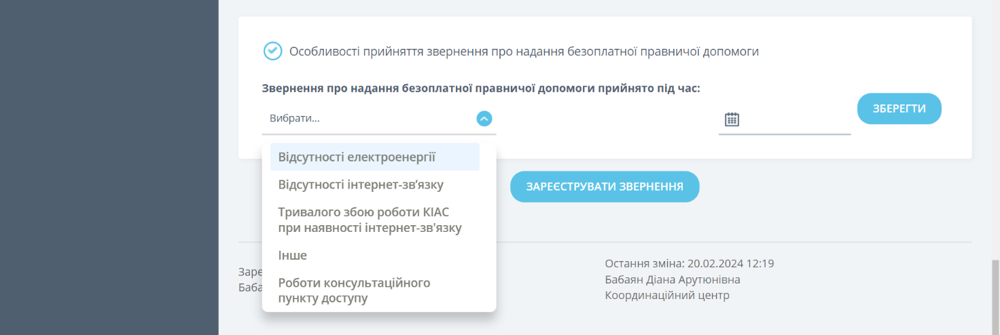 Особливості прийняття звернення про надання безоплатної правничої допомоги
Звернення про надання безоплатної правничої допомоги прийнято під час:
Вибрати...
ЗБЕРЕГТИ
Відсутності електроенергії
Відсутності інтернет-зв’язку
Тривалого збою роботи КІАС
при наявності інтернет-зв'язку
Інше
Роботи консультаційного
пункту доступу
ЗАРЕЄСТРУВАТИ ЗВЕРНЕННЯ
Заре
Баба
Остання зміна: 20.02.2024 12:19
Бабаян Діана Арутюнівна
Координаційний центр